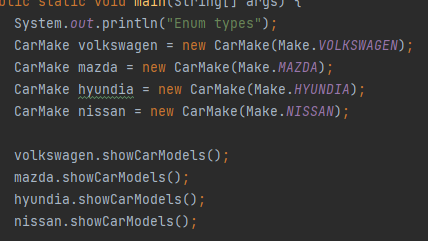 public static void main(String[] args) {
System.out.println("Enum types");
CarMake volkswagen = new CarMake(Make.VOLKSWAGEN);
CarMake mazda = new CarMake(Make.MAZDA);
CarMake hyundia = new CarMake(Make.HYUNDIA);
CarMake nissan = new CarMake(Make.NISSAN);
volkswagen.showCarModels();
mazda.showCarModels();
hyundia.showCarModels();
nissan.showCarModels();